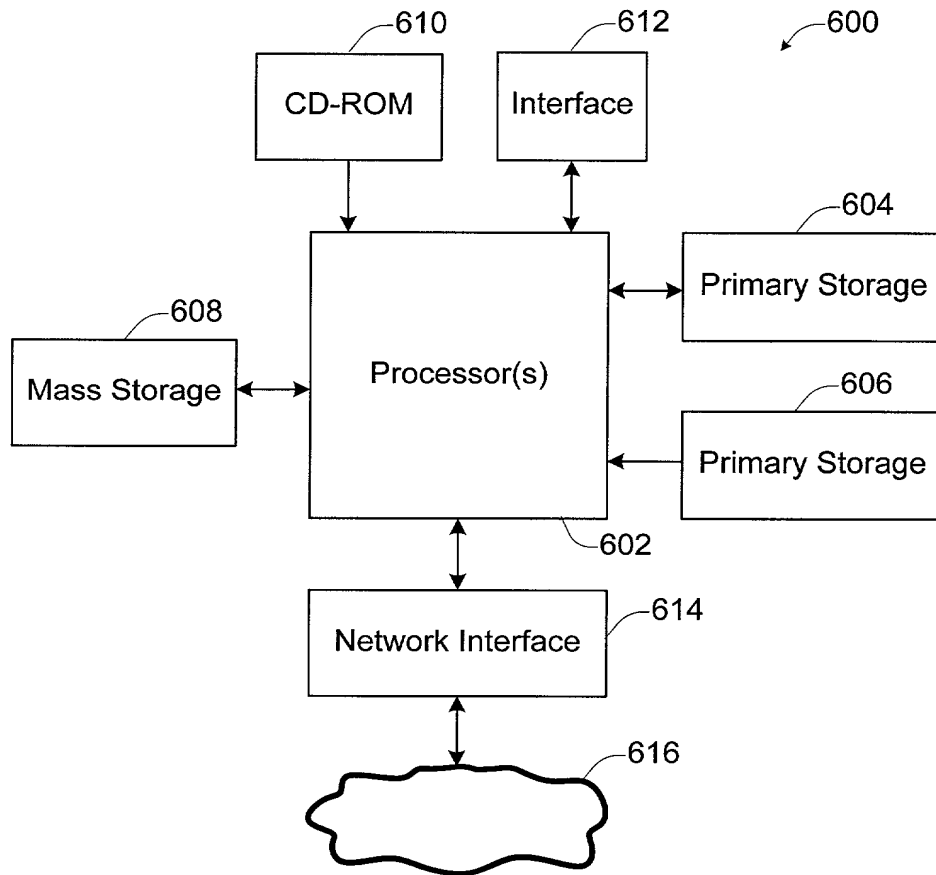 610
612
600
CD-ROM
Interface
604
Primary Storage
608
Mass Storage
Processor(s)
606
Primary Storage
602
614
Network Interface
616